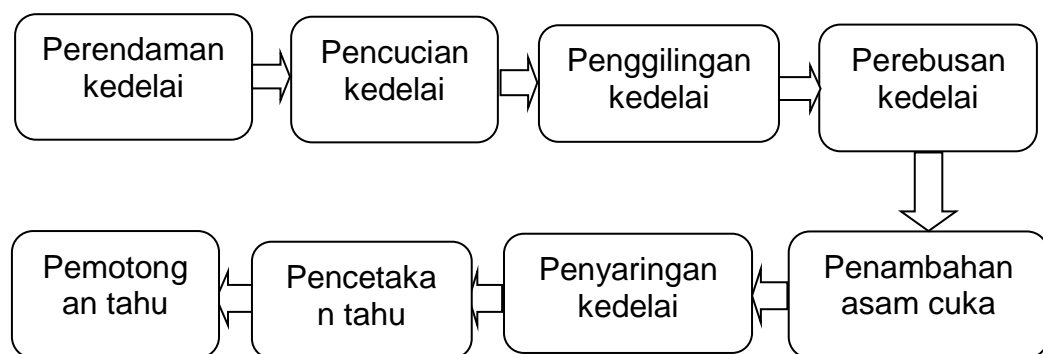 Perendaman
kedelai
Pencucian
kedelai
Penggilingan
kedelai
Perebusan
kedelai
Penambahan
asam cuka
Penyaringan
kedelai
Pencetaka
n tahu
Pemotong
an tahu